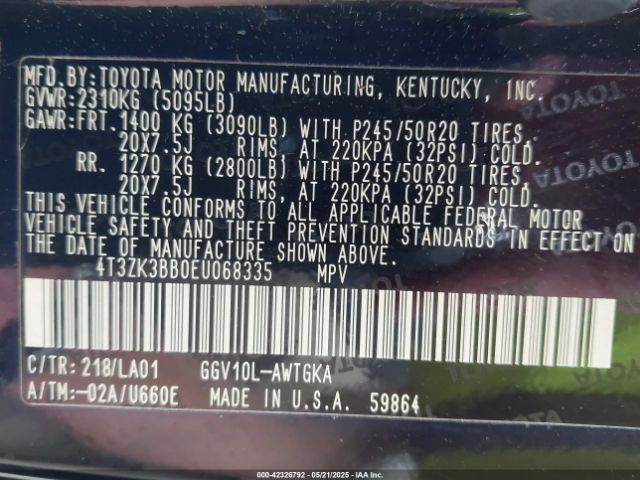 MFD.BY:TOYOTA MOTOR MANUFACTURING, KENTUCKY, INC.
GVWR:2310KG (5095LB)
GAWR:FRT. 1400 KG (3090LB) WITH P245/50R20 TIRES,
20X7.5J RIMS, AT 220KPA (32PSI) COLD.
RR. 1270 KG (2800LB) WITH P245/50R20 TIRES,
20X7.5J RIMS, AT 220KPA (32PSI) COLD.
THIS VEHICLE CONFORMS TO ALL APPLICABLE FEDERAL MOTOR
VEHICLE SAFETY AND THEFT PREVENTION STANDARDS IN EFFECT ON
THE DATE OF MANUFACTURE SHOWN ABOVE.
4T3ZK3BB0EU068335 MPV
C/TR: 218/LA01 GGV10L-AWTGKA
A/TM:-02A/U660E MADE IN U.S.A. 59864
000-42326792 - 05/21/2025 - IAAI.com